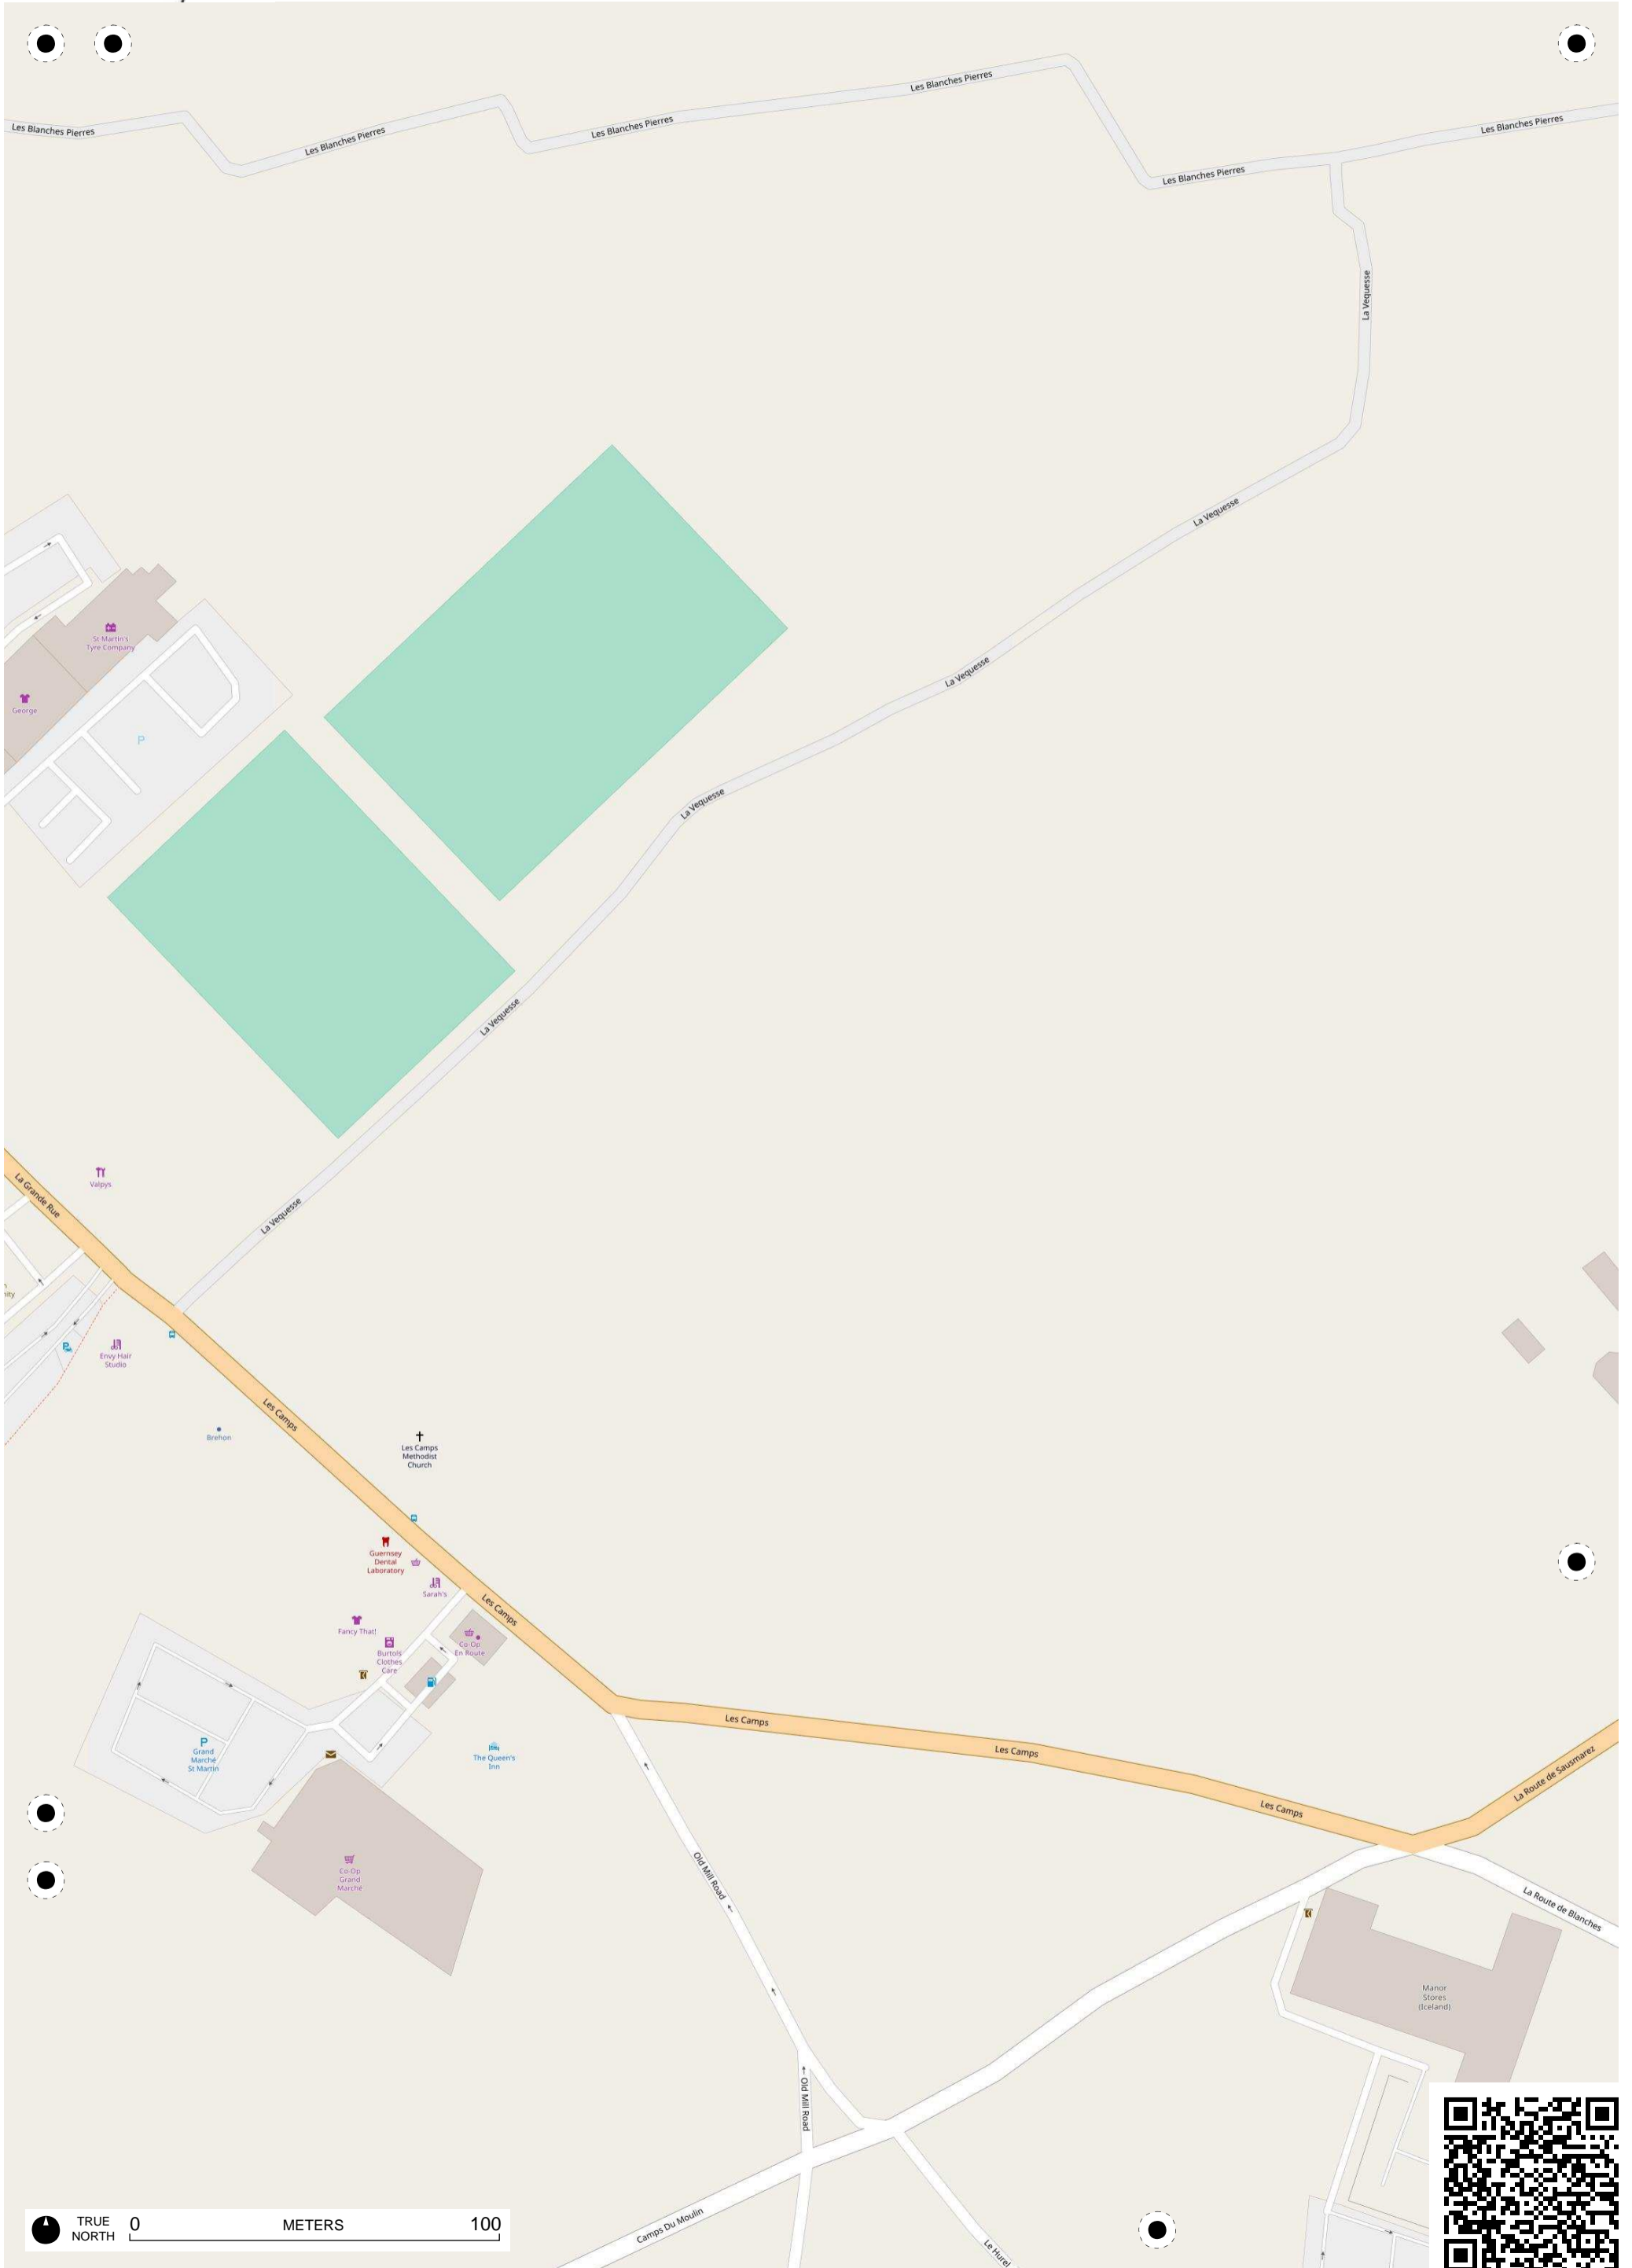 Les Blanches Pierres
Les Blanches Pierres
Les Blanches Pierres
Les Blanches Pierres
Les Blanches Pierres
Les Blanches Pierres
La Vequesse
La Vequesse
St Martin's
Tyre Company
La Vequesse
George
P
La Vequesse
La Vequesse
Valpys
La Grande Rue
La Vequesse
P
Envy Hair
Studio
Les Camps
Brehon
Les Camps
Methodist
Church
Guernsey
Dental
Laboratory
Sarah's
Les Camps
Fancy That!
Co-Op
En Route
Burtols
Clothes
Care
Les Camps
P
Grand
Marché
St Martin
The Queen's
Inn
Les Camps
La Route de Sausmarez
Les Camps
Co-Op
Grand
Marché
Old Mill Road
La Route de Blanches
Manor
Stores
(Iceland)
Old Mill Road
Camps Du Moulin
Le Hurel
TRUE
NORTH
0 METERS 100